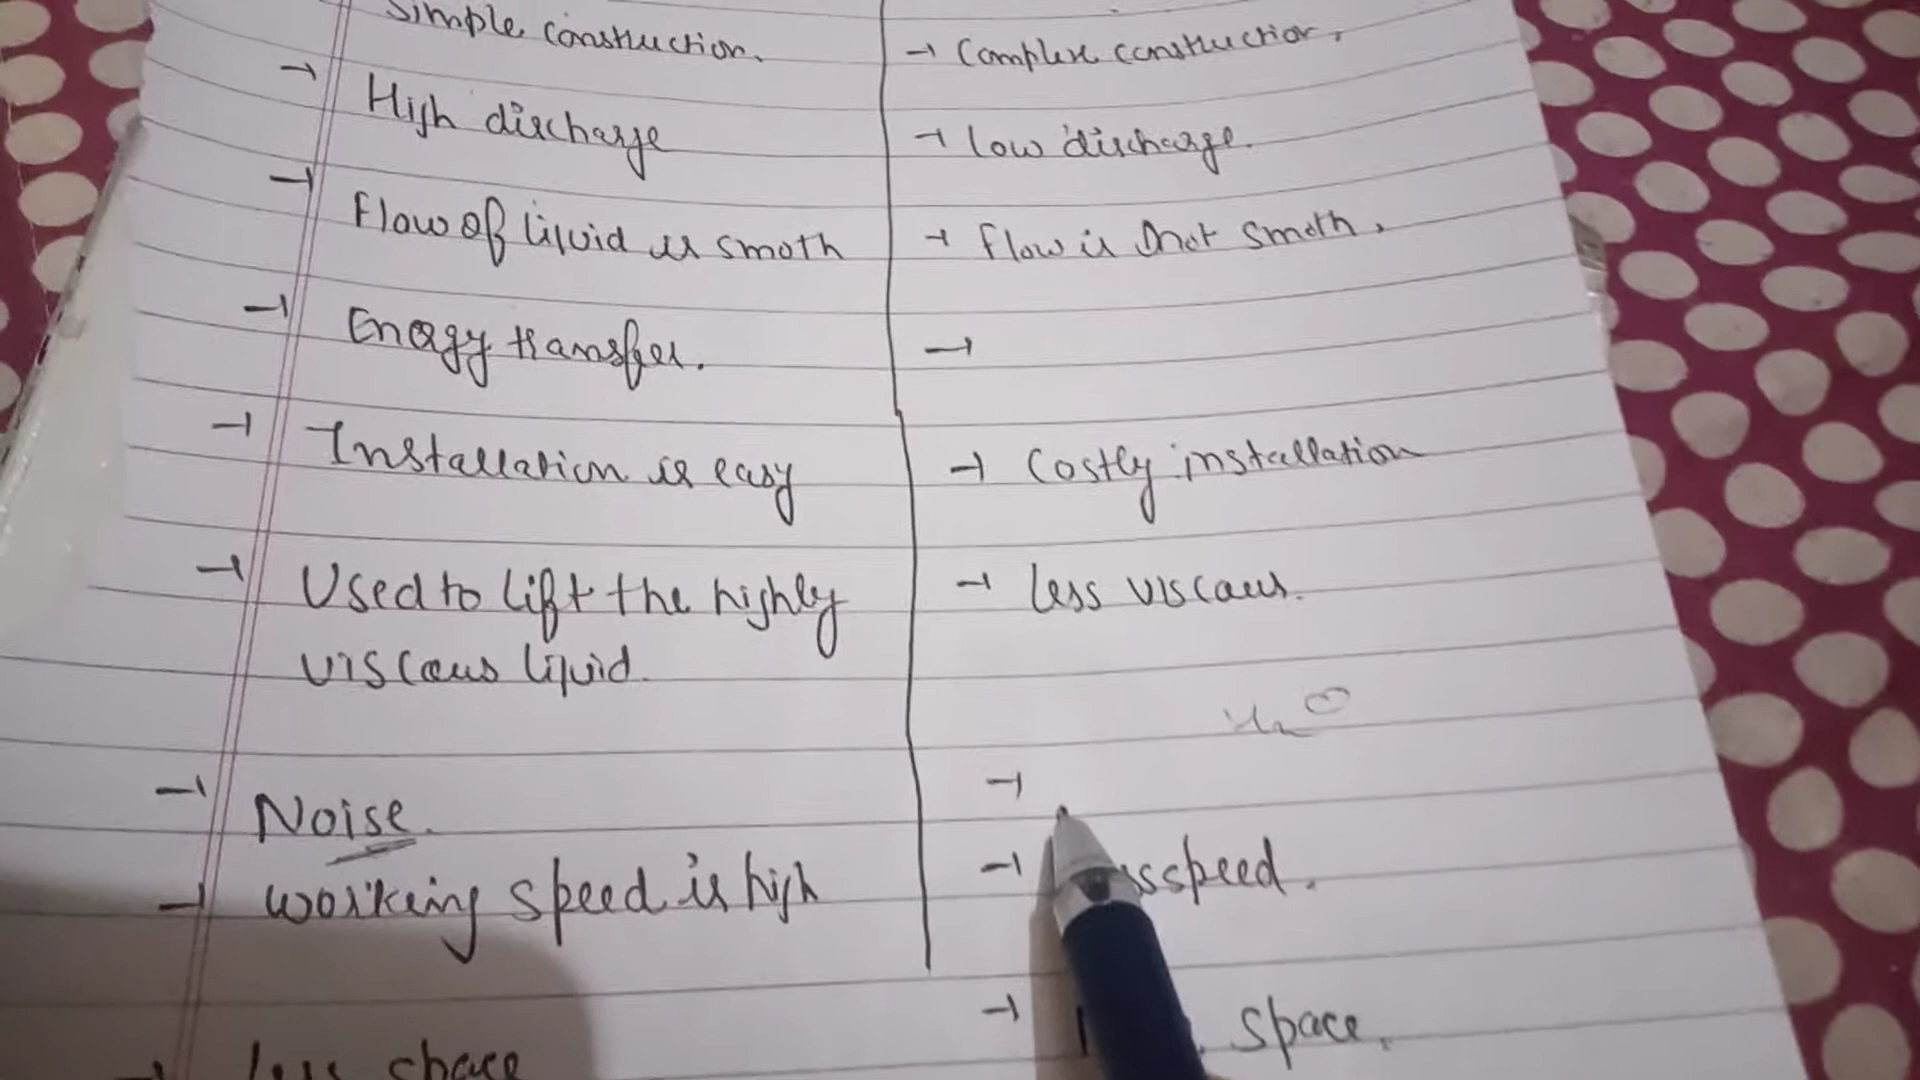 Simple construction.
→ Complex construction.
→ High discharge
→ low discharge.
→ Flow of liquid is smoth
→ flow is not smoth.
→ Energy transfer.
→
→ Installation is easy
→ Costly installation
→ Used to lift the highly
viscous liquid.
→ less viscous.
→ Noise.
→
→ working speed is high
→ speed.
→ less space
→ space.